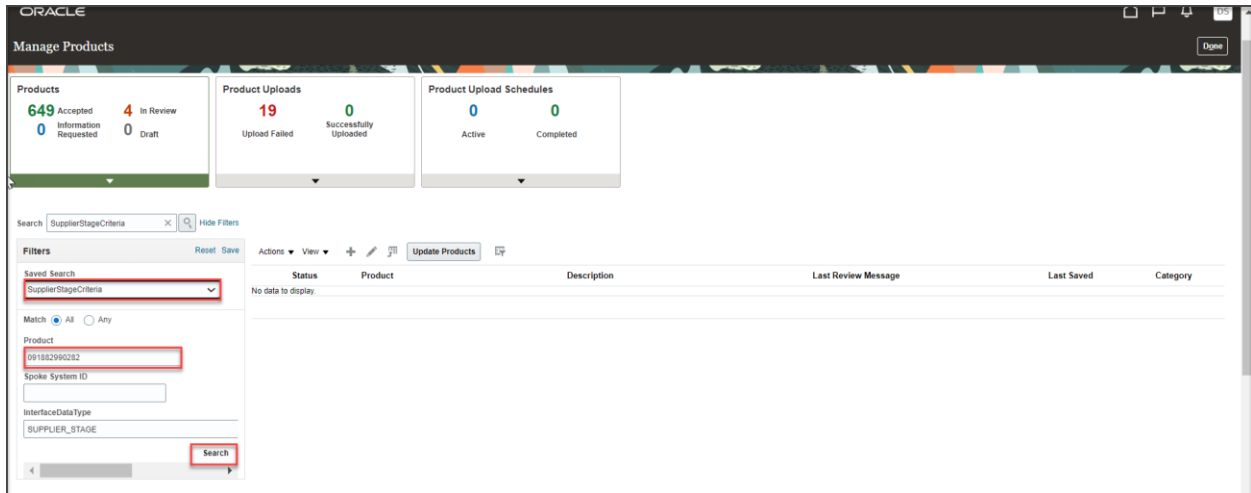 ORACLE
DS
Manage Products
Done
Products
649 Accepted 4 In Review
0 Information Requested 0 Draft
Product Uploads
19 0
Upload Failed Successfully Uploaded
Product Upload Schedules
0 0
Active Completed
Search SupplierStageCriteria Hide Filters
Filters Reset Save
Actions View Update Products
Saved Search
SupplierStageCriteria
Status Product Description Last Review Message Last Saved Category
No data to display.
Match All Any
Product
091882990282
Spoke System ID
InterfaceDataType
SUPPLIER_STAGE
Search